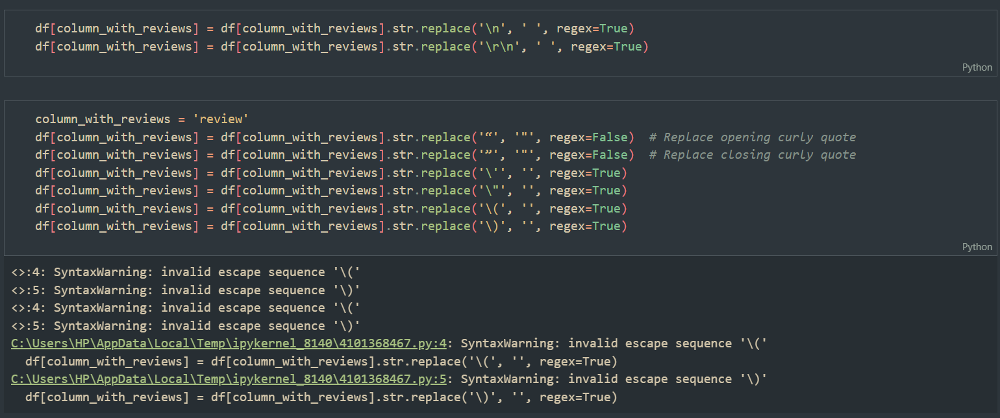 df[column_with_reviews] = df[column_with_reviews].str.replace('\n', ' ', regex=True)
df[column_with_reviews] = df[column_with_reviews].str.replace('\r\n', ' ', regex=True)
Python
column_with_reviews = 'review'
df[column_with_reviews] = df[column_with_reviews].str.replace('“', '"', regex=False)  # Replace opening curly quote
df[column_with_reviews] = df[column_with_reviews].str.replace('”', '"', regex=False)  # Replace closing curly quote
df[column_with_reviews] = df[column_with_reviews].str.replace('\'', '', regex=True)
df[column_with_reviews] = df[column_with_reviews].str.replace('\"', '', regex=True)
df[column_with_reviews] = df[column_with_reviews].str.replace('\(', '', regex=True)
df[column_with_reviews] = df[column_with_reviews].str.replace('\)', '', regex=True)
Python
<>:4: SyntaxWarning: invalid escape sequence '\('
<>:5: SyntaxWarning: invalid escape sequence '\)'
<>:4: SyntaxWarning: invalid escape sequence '\('
<>:5: SyntaxWarning: invalid escape sequence '\)'
C:\Users\HP\AppData\Local\Temp\ipykernel_8140\4101368467.py:4: SyntaxWarning: invalid escape sequence '\('
  df[column_with_reviews] = df[column_with_reviews].str.replace('\(', '', regex=True)
C:\Users\HP\AppData\Local\Temp\ipykernel_8140\4101368467.py:5: SyntaxWarning: invalid escape sequence '\)'
  df[column_with_reviews] = df[column_with_reviews].str.replace('\)', '', regex=True)